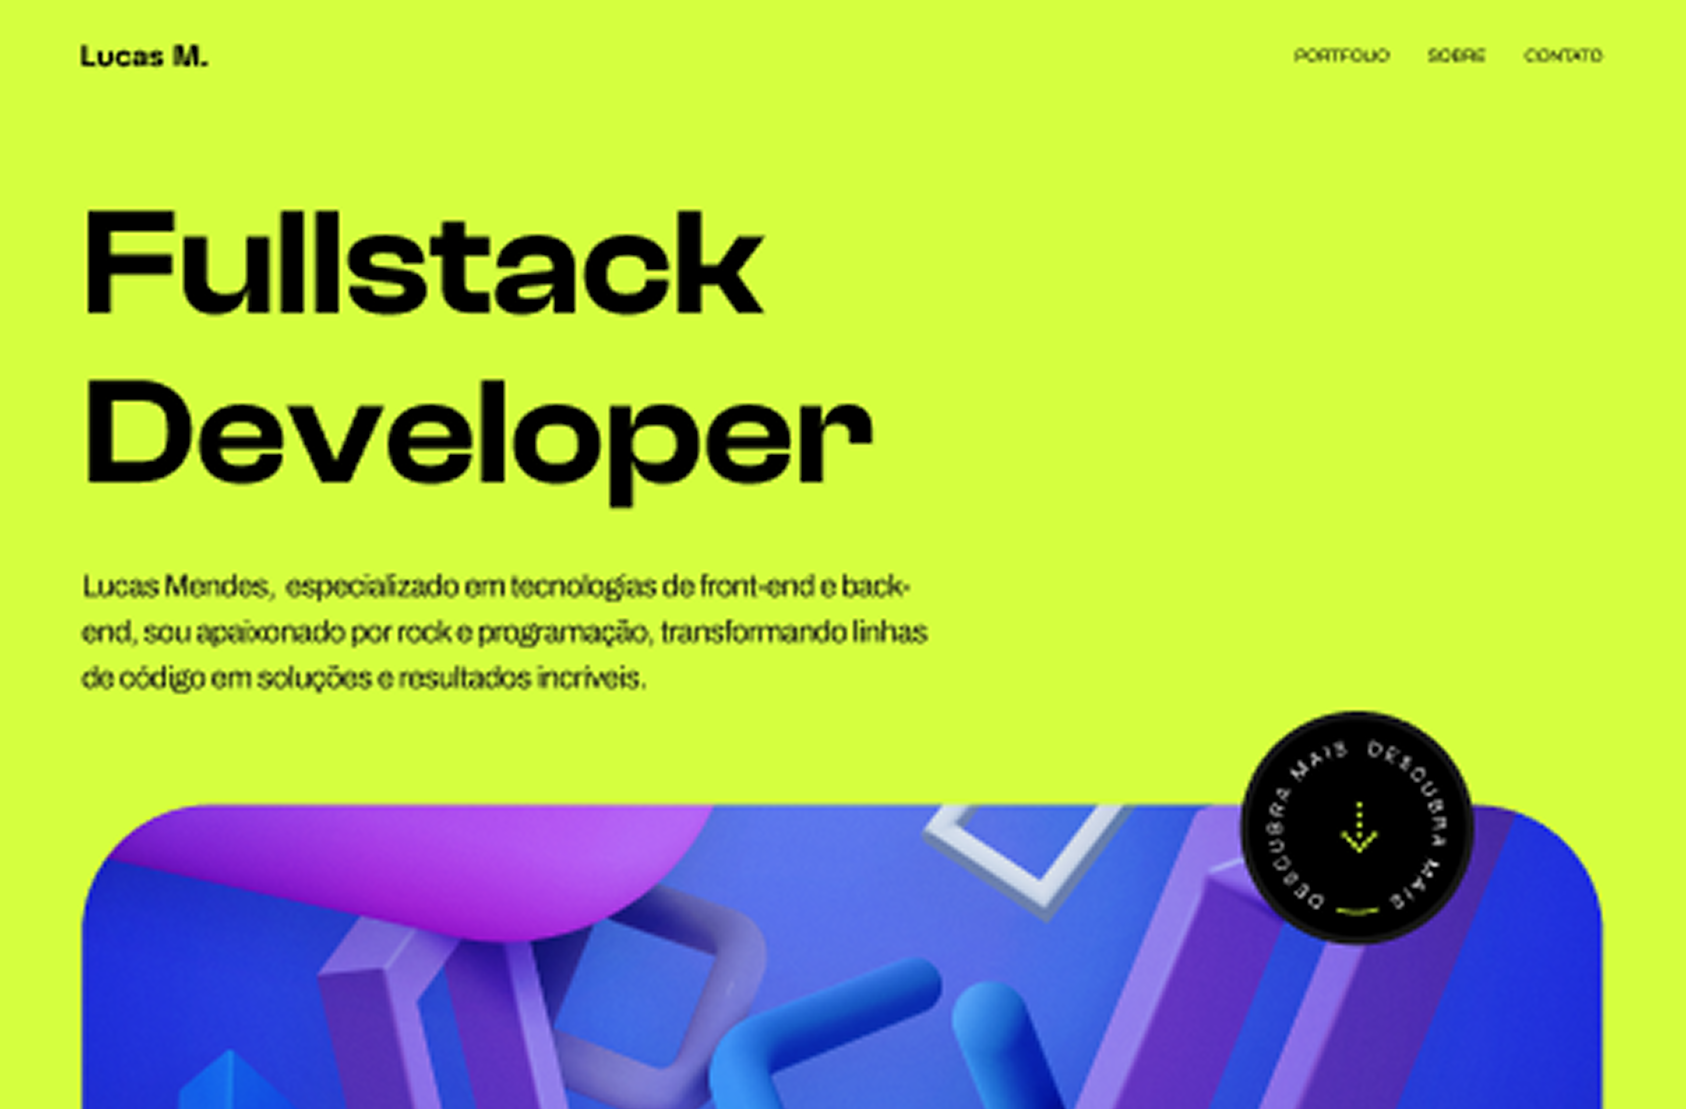 Lucas M.
PORTFOLIO SOBRE CONTATO
Fullstack
Developer
Lucas Mendes, especializado em tecnologias de front-end e back-
end, sou apaixonado por rock e programação, transformando linhas
de código em soluções e resultados incríveis.
DESCUBRA MAIS DESCUBRA MAIS